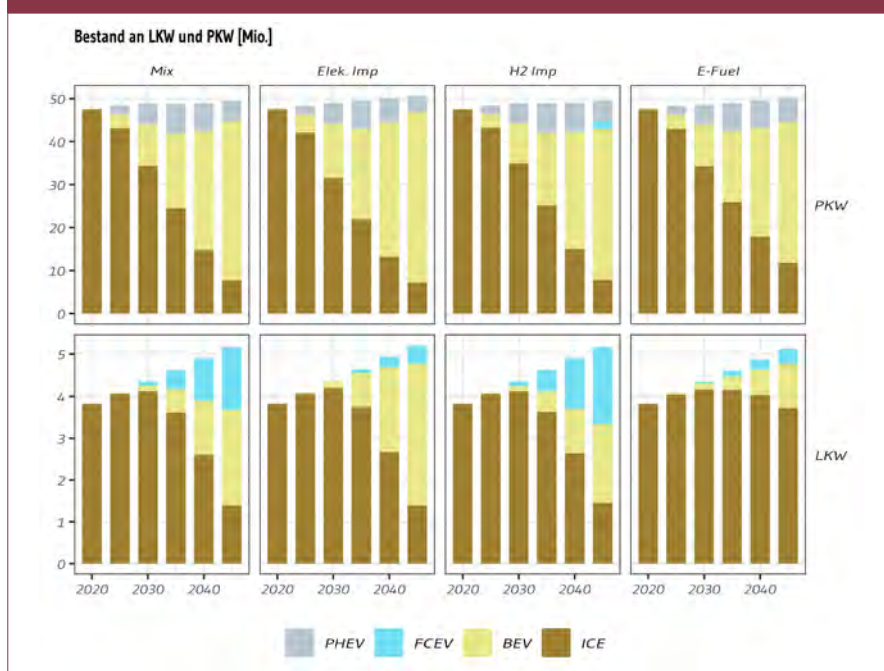 Bestand an LKW und PKW [Mio.]
Mix Elek. Imp H2 Imp E-Fuel
50
40
30
20
10
0
PKW
5
4
3
2
1
0
LKW
2020 2030 2040 2020 2030 2040 2020 2030 2040 2020 2030 2040
PHEV FCEV BEV ICE